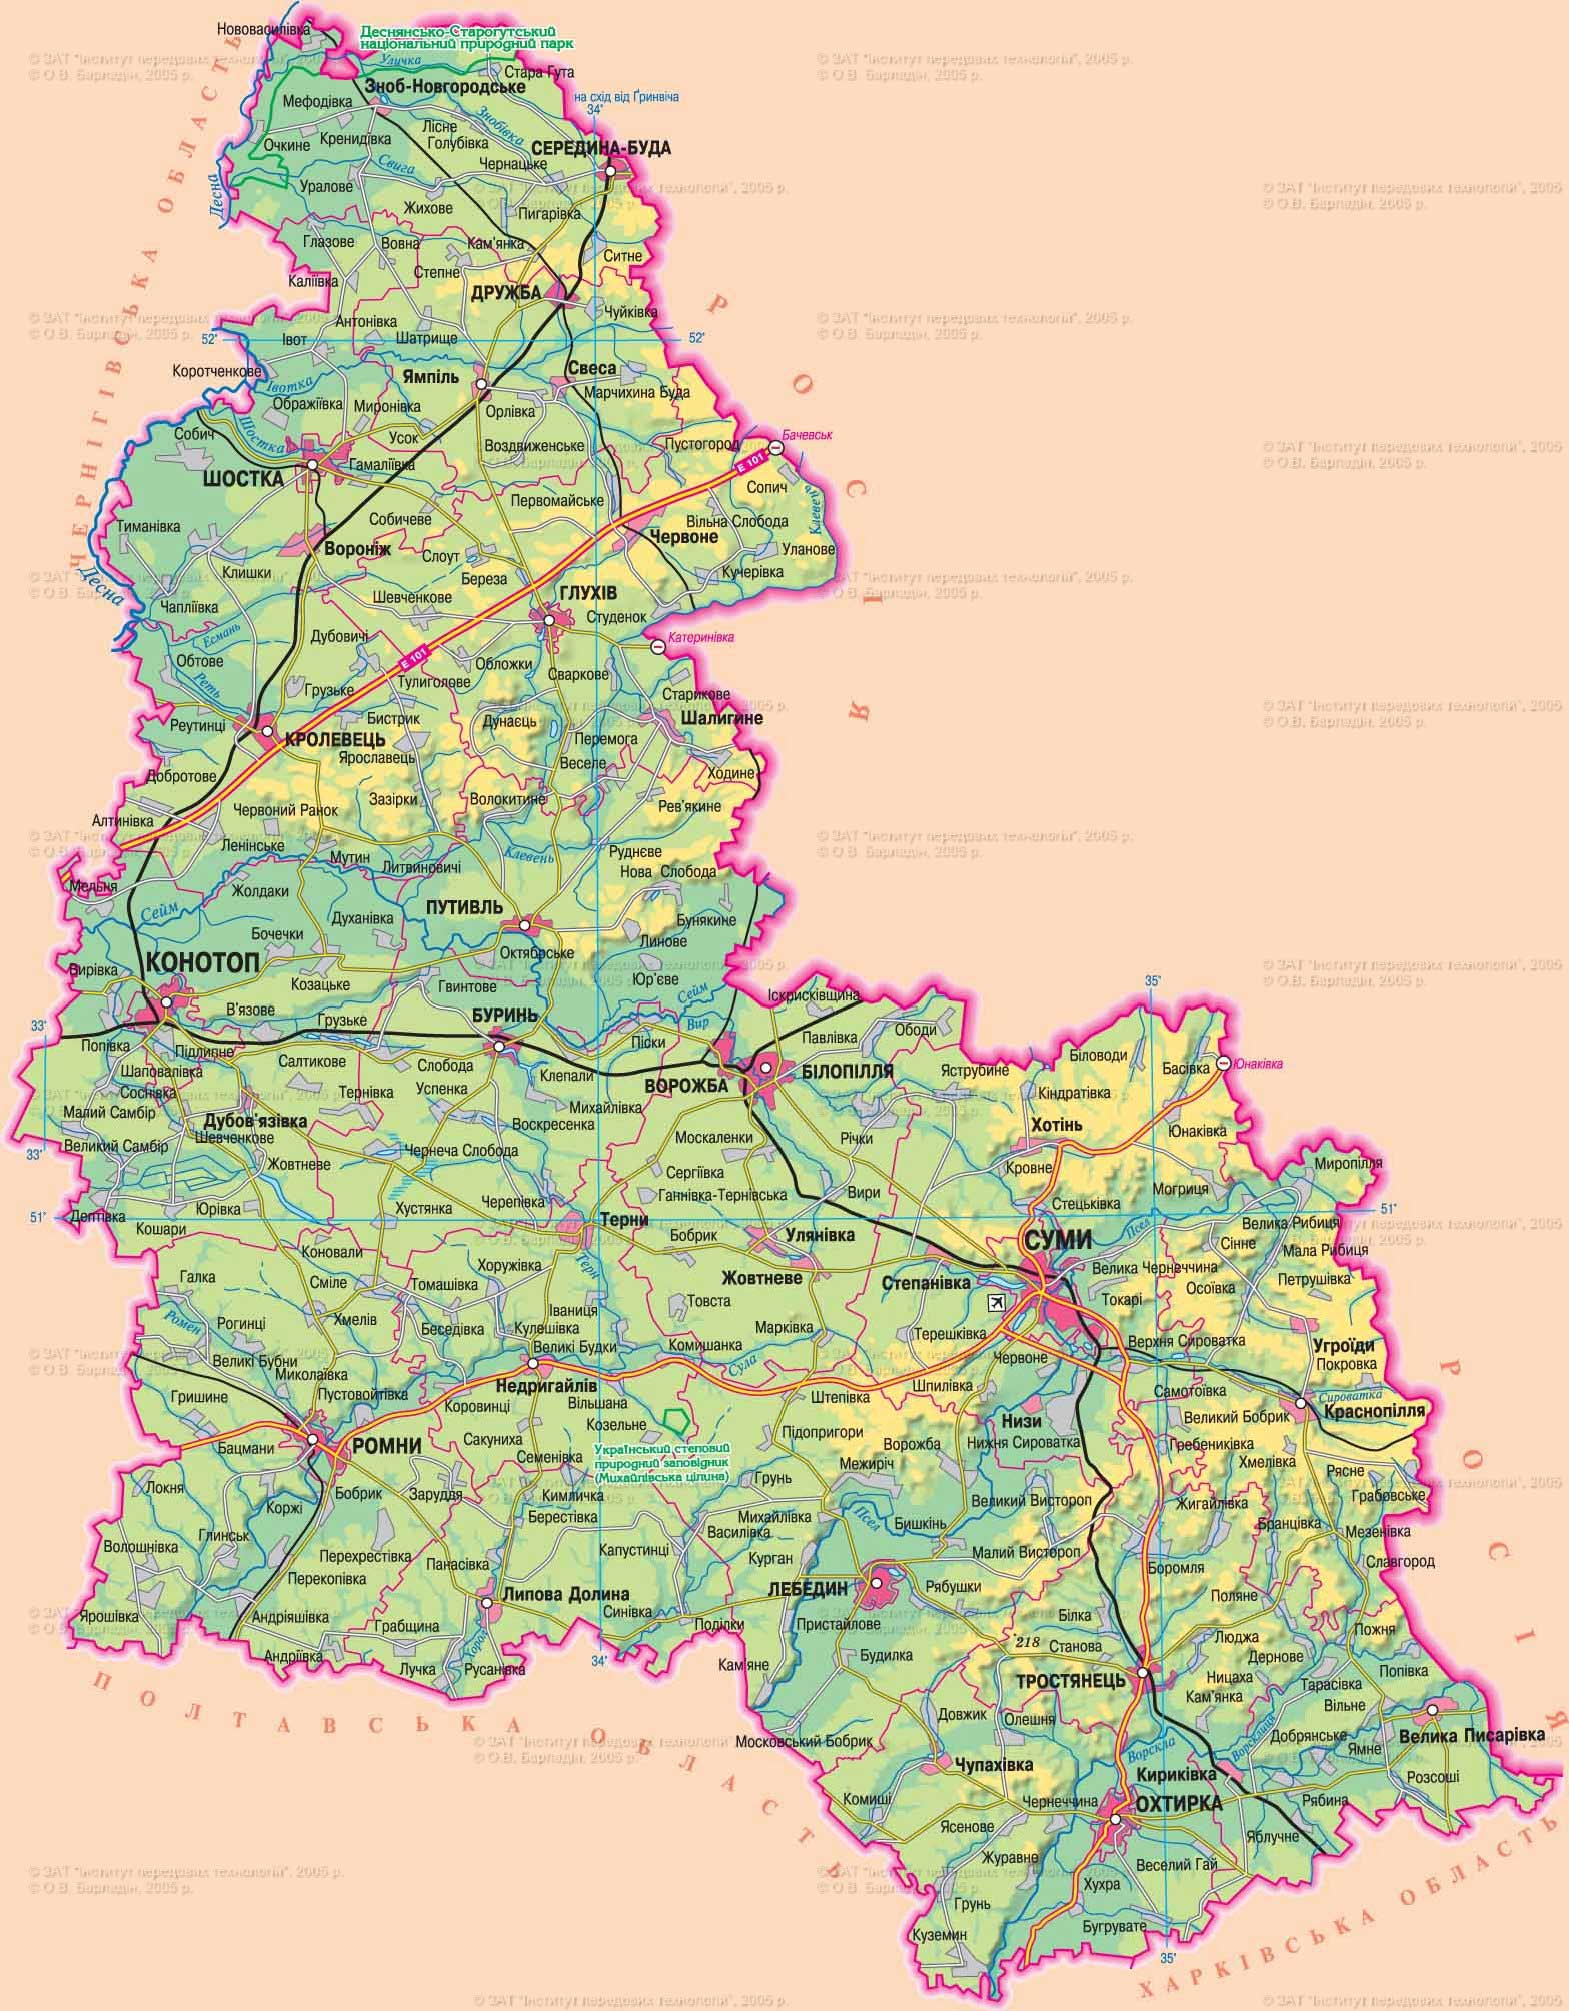 Нововасилівка
Деснянсько-Старогутський
національний природний парк
Уличка
Стара Гута
Зноб-Новгородське
на схід від Ґринвіча
34°
Мефодівка
Знобівка
Лісне
Голубівка
Очкине
Кренидівка
СЕРЕДИНА-БУДА
Свига
Чернацьке
Уралове
Десна
Жихове
Пигарівка
Глазове
Вовна
Кам'янка
Ситне
Степне
Каліївка
ДРУЖБА
Чуйківка
Антонівка
Івот
Шатрище
52°
52°
Коротченкове
Івотка
Ямпіль
Свеса
Марчихина Буда
Ображіївка
Миронівка
Орлівка
Шостка
Усок
Собич
Воздвиженське
Пустогород
Бачевськ
ШОСТКА
Гамаліївка
E 101
Сопич
Клевень
Первомайське
Собичеве
Вільна Слобода
Тиманівка
Вороніж
Червоне
Уланове
Слоут
Клишки
Береза
Кучерівка
Десна
Чапліївка
Шевченкове
ГЛУХІВ
Студенок
Есмань
Дубовичі
Катеринівка
E 101
Обтове
Обложки
Реть
Сваркове
Грузьке
Тулиголове
Старикове
Реутинці
Бистрик
Дунаєць
Шалигине
КРОЛЕВЕЦЬ
Перемога
Ярославець
Веселе
Добротове
Ходине
Зазірки
Волокитине
Рев'якине
Червоний Ранок
Алтинівка
Ленінське
Мутин
Клевень
Руднєве
Литвиновичі
Нова Слобода
Мельня
Жолдаки
Сейм
ПУТИВЛЬ
Духанівка
Бунякине
Бочечки
Линове
Октябрське
КОНОТОП
Вирівка
Козацьке
Гвинтове
Юр'єве
Сейм
Іскрисківщина
35°
В'язове
Грузьке
БУРИНЬ
Вир
33°
Павлівка
Ободи
Попівка
Підлипне
Піски
Салтикове
Слобода
Біловоди
Юнаківка
Шаповалівка
Клепали
ВОРОЖБА
БІЛОПІЛЛЯ
Яструбине
Басівка
Соснівка
Тернівка
Успенка
Кіндратівка
Малий Самбір
Дубов'язівка
Михайлівка
Воскресенка
Хотінь
Юнаківка
Шевченкове
Москаленки
Річки
Великий Самбір
Чернеча Слобода
33°
Жовтневе
Сергіївка
Кровне
Миропілля
Ганнівка-Тернівська
Вири
Могриця
Юрівка
Черепівка
Стецьківка
Дептівка
Хустянка
51°
51°
Кошари
Терни
Бобрик
Улянівка
СУМИ
Псел
Велика Рибиця
Коновали
Сінне
Мала Рибиця
Терн
Хоружівка
Галка
Сміле
Томашівка
Жовтневе
Степанівка
Велика Чернеччина
Петрушівка
Осоївка
Товста
Токарі
Ромен
Хмелів
Іваниця
Рогинці
Беседівка
Кулешівка
Марківка
Терешківка
Верхня Сироватка
Великі Будки
Комишанка
Угроїди
Великі Бубни
Червоне
Покровка
Миколаївка
Сула
Гришине
Пустовойтівка
Недригайлів
Штепівка
Шпилівка
Самотоївка
Сироватка
Коровинці
Вільшана
Низи
Великий Бобрик
Краснопілля
Козельне
Підопригори
Бацмани
РОМНИ
Сакуниха
Ворожба
Нижня Сироватка
Гребениківка
Український степовий
природний заповідник
(Михайлівська цілина)
Семенівка
Межиріч
Хмелівка
Рясне
Грунь
Локня
Бобрик
Заруддя
Кимличка
Грабовське
Коржі
Великий Вистороп
Жигайлівка
Берестівка
Михайлівка
Псел
Бишкінь
Бранцівка
Мезенівка
Глинськ
Василівка
Волошнівка
Капустинці
Малий Вистороп
Перехрестівка
Курган
Славгород
Панасівка
Боромля
Перекопівка
ЛЕБЕДИН
Рябушки
Липова Долина
Поляне
Ярошівка
Андріяшівка
Синівка
Білка
Грабщина
Поділки
Пристайлове
Пожня
Хорол
218
Станова
Люджа
Андріївка
34°
Будилка
Дернове
Лучка
Русанівка
Кам'яне
Ницаха
Попівка
ТРОСТЯНЕЦЬ
Тарасівка
Кам'янка
Вільне
Довжик
Олешня
Ворсклиця
Добрянське
Велика Писарівка
Московський Бобрик
Ворскла
Ямне
Чупахівка
Кириківка
Розсоші
Комиші
Чернеччина
ОХТИРКА
Рябина
Ясенове
Яблучне
Журавне
Веселий Гай
Хухра
Грунь
Бугрувате
Куземин
35°
ЧЕРНІГІВСЬКА ОБЛАСТЬ
ПОЛТАВСЬКА ОБЛАСТЬ
ХАРКІВСЬКА ОБЛАСТЬ
РОСІЯ
РОСІЯ
© ЗАТ "Інститут передових технологій", 2005 р.
© О.В. Барладін, 2005 р.